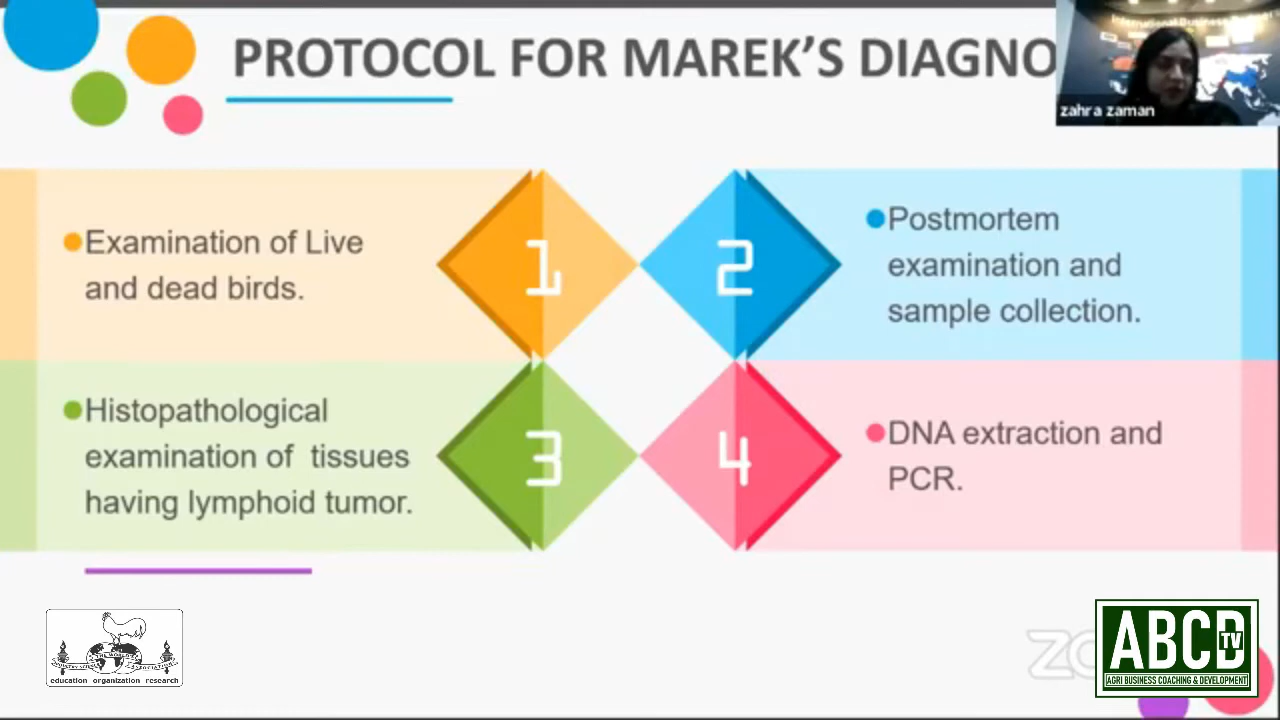 PROTOCOL FOR MAREK’S DIAGNO
International Business
zahra zaman
1
●Examination of Live
and dead birds.
2
●Postmortem
examination and
sample collection.
3
●Histopathological
examination of  tissues
having lymphoid tumor.
4
●DNA extraction and
PCR.
education organization research
ABCD
TV
AGRI BUSINESS COACHING & DEVELOPMENT